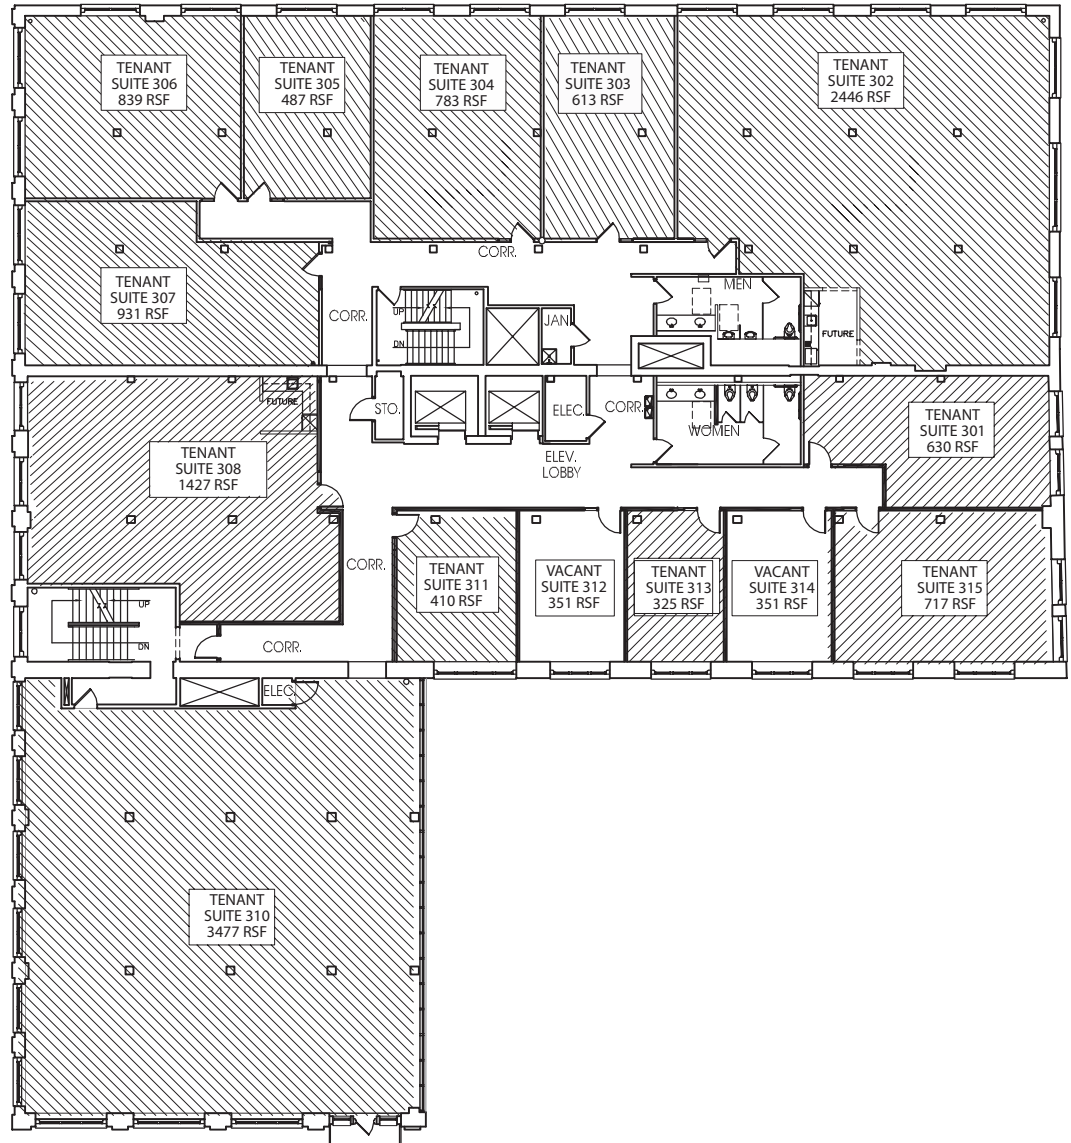 TENANT
SUITE 306
839 RSF
TENANT
SUITE 305
487 RSF
TENANT
SUITE 304
783 RSF
TENANT
SUITE 303
613 RSF
TENANT
SUITE 302
2446 RSF
TENANT
SUITE 307
931 RSF
CORR.
CORR.
UP
DN
JAN.
MEN
FUTURE
FUTURE
STO.
ELEC.
CORR.
WOMEN
ELEV.
LOBBY
TENANT
SUITE 301
630 RSF
TENANT
SUITE 308
1427 RSF
CORR.
TENANT
SUITE 311
410 RSF
VACANT
SUITE 312
351 RSF
TENANT
SUITE 313
325 RSF
VACANT
SUITE 314
351 RSF
TENANT
SUITE 315
717 RSF
UP
DN
CORR.
ELEC.
TENANT
SUITE 310
3477 RSF